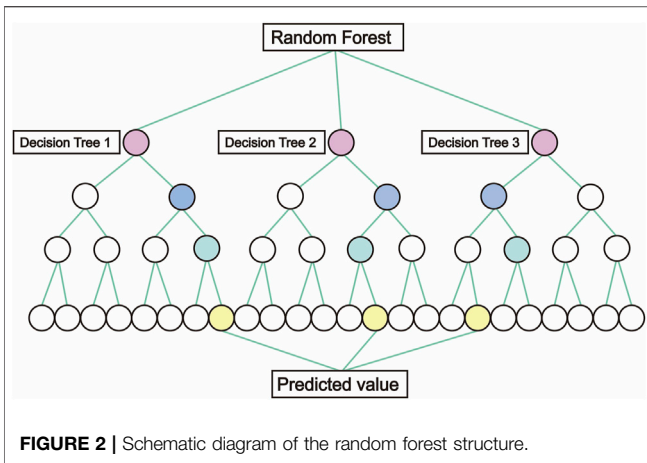 Random Forest
Decision Tree 1
Decision Tree 2
Decision Tree 3
Predicted value
FIGURE 2 | Schematic diagram of the random forest structure.